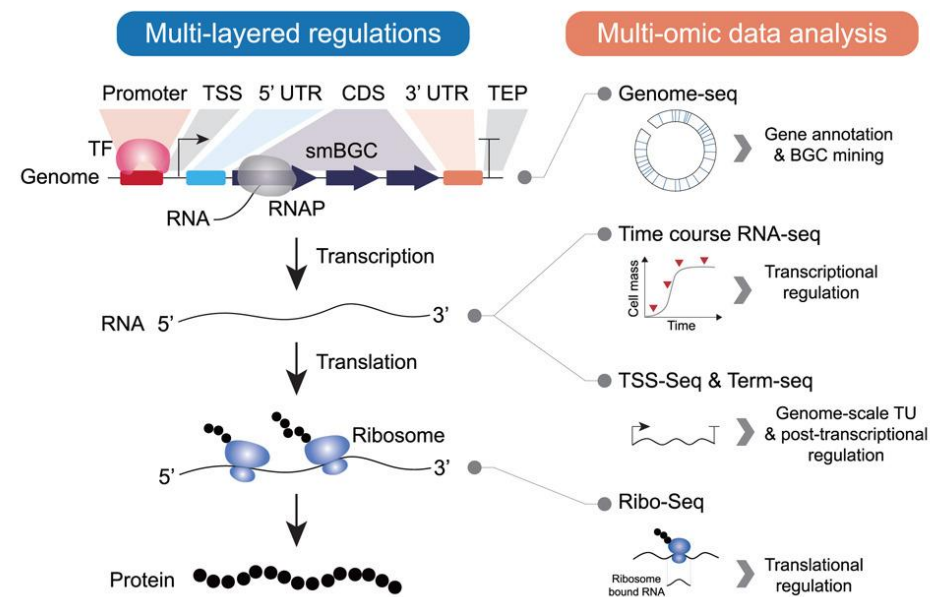 Multi-layered regulations
Multi-omic data analysis
Promoter TSS 5’ UTR CDS 3’ UTR TEP
TF
smBGC
Genome
RNA
RNAP
Transcription
RNA 5’ 3’
Translation
Ribosome
5’ 3’
Protein
Genome-seq
Gene annotation
& BGC mining
Time course RNA-seq
Cell mass
Time
Transcriptional
regulation
TSS-Seq & Term-seq
Genome-scale TU
& post-transcriptional
regulation
Ribo-Seq
Ribosome
bound RNA
Translational
regulation